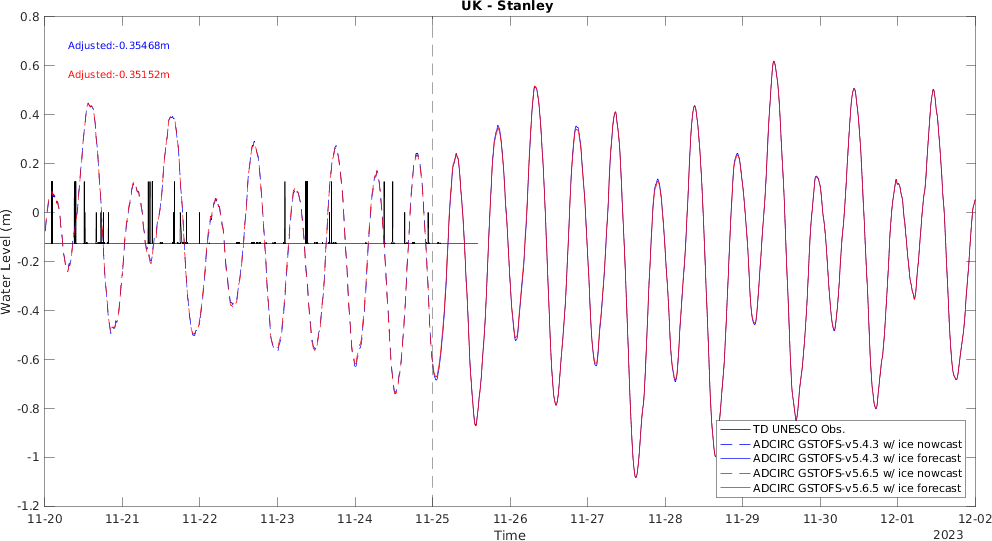 UK - Stanley
Adjusted:-0.35468m
Adjusted:-0.35152m
Water Level (m)
0.8
0.6
0.4
0.2
0
-0.2
-0.4
-0.6
-0.8
-1
-1.2
TD UNESCO Obs.
ADCIRC GSTOFS-v5.4.3 w/ ice nowcast
ADCIRC GSTOFS-v5.4.3 w/ ice forecast
ADCIRC GSTOFS-v5.6.5 w/ ice nowcast
ADCIRC GSTOFS-v5.6.5 w/ ice forecast
11-20 11-21 11-22 11-23 11-24 11-25 11-26 11-27 11-28 11-29 11-30 12-01 12-02
Time
2023